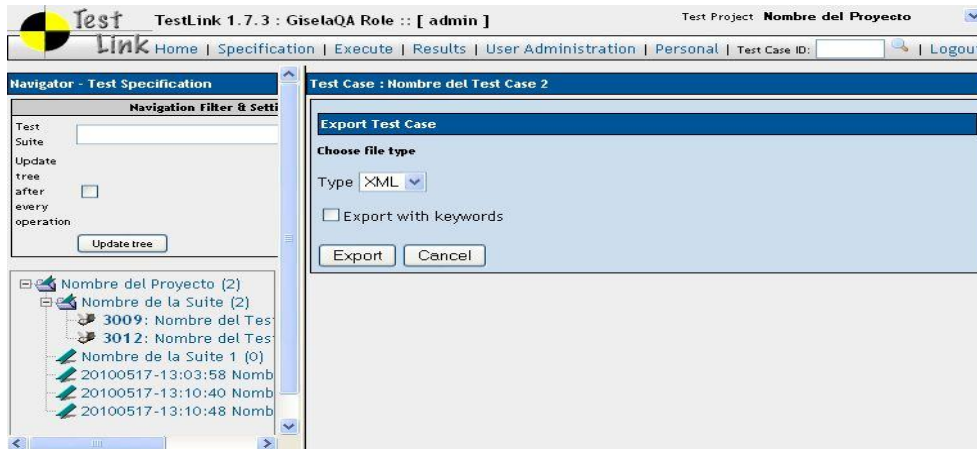 Test Link
TestLink 1.7.3 : GiselaQA Role :: [ admin ]
Test Project Nombre del Proyecto
Home | Specification | Execute | Results | User Administration | Personal | Test Case ID: | Logou
Navigator - Test Specification
Navigation Filter & Setti
Test Suite
Update tree after every operation
Update tree
Nombre del Proyecto (2)
Nombre de la Suite (2)
3009: Nombre del Tes
3012: Nombre del Tes
Nombre de la Suite 1 (0)
20100517-13:03:58 Nomb
20100517-13:10:40 Nomb
20100517-13:10:48 Nomb
Test Case : Nombre del Test Case 2
Export Test Case
Choose file type
Type XML
Export with keywords
Export Cancel